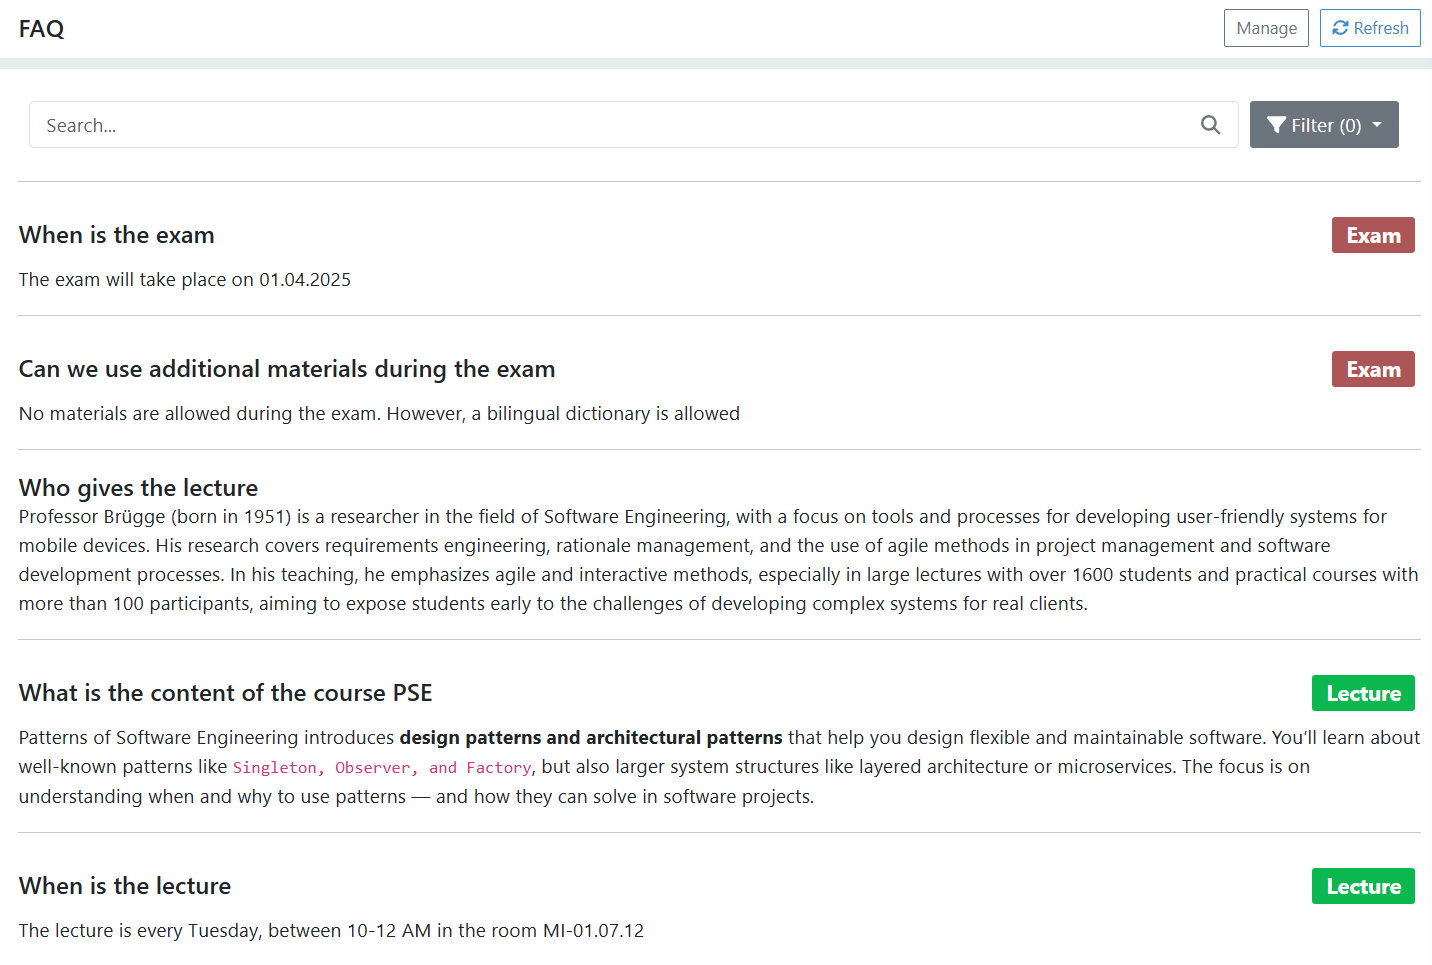 FAQ
Manage
Refresh
Search...
Filter (0)
When is the exam
Exam
The exam will take place on 01.04.2025
Can we use additional materials during the exam
Exam
No materials are allowed during the exam. However, a bilingual dictionary is allowed
Who gives the lecture
Professor Brügge (born in 1951) is a researcher in the field of Software Engineering, with a focus on tools and processes for developing user-friendly systems for
mobile devices. His research covers requirements engineering, rationale management, and the use of agile methods in project management and software
development processes. In his teaching, he emphasizes agile and interactive methods, especially in large lectures with over 1600 students and practical courses with
more than 100 participants, aiming to expose students early to the challenges of developing complex systems for real clients.
What is the content of the course PSE
Lecture
Patterns of Software Engineering introduces design patterns and architectural patterns that help you design flexible and maintainable software. You’ll learn about
well-known patterns like Singleton, Observer, and Factory, but also larger system structures like layered architecture or microservices. The focus is on
understanding when and why to use patterns — and how they can solve in software projects.
When is the lecture
Lecture
The lecture is every Tuesday, between 10-12 AM in the room MI-01.07.12